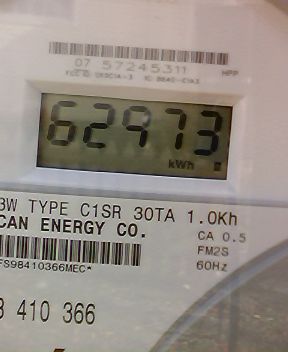 07 57245311
HPP
62973
kWh
3W TYPE C1SR 30TA 1.0Kh
CAN ENERGY CO.
CA 0.5
FM2S
60Hz
FS98410366MEC*
3 410 366